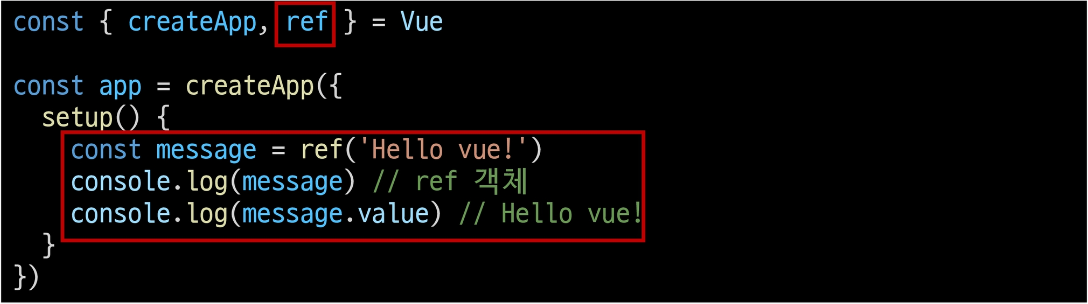 const { createApp, ref } = Vue
const app = createApp({
setup() {
const message = ref('Hello vue!')
console.log(message) // ref 객체
console.log(message.value) // Hello vue!
}
})